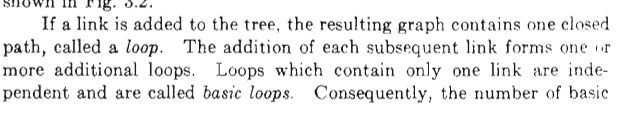 shown in Fig. 3.2.
If a link is added to the tree, the resulting graph contains one closed
path, called a loop. The addition of each subsequent link forms one or
more additional loops. Loops which contain only one link are inde-
pendent and are called basic loops. Consequently, the number of basic